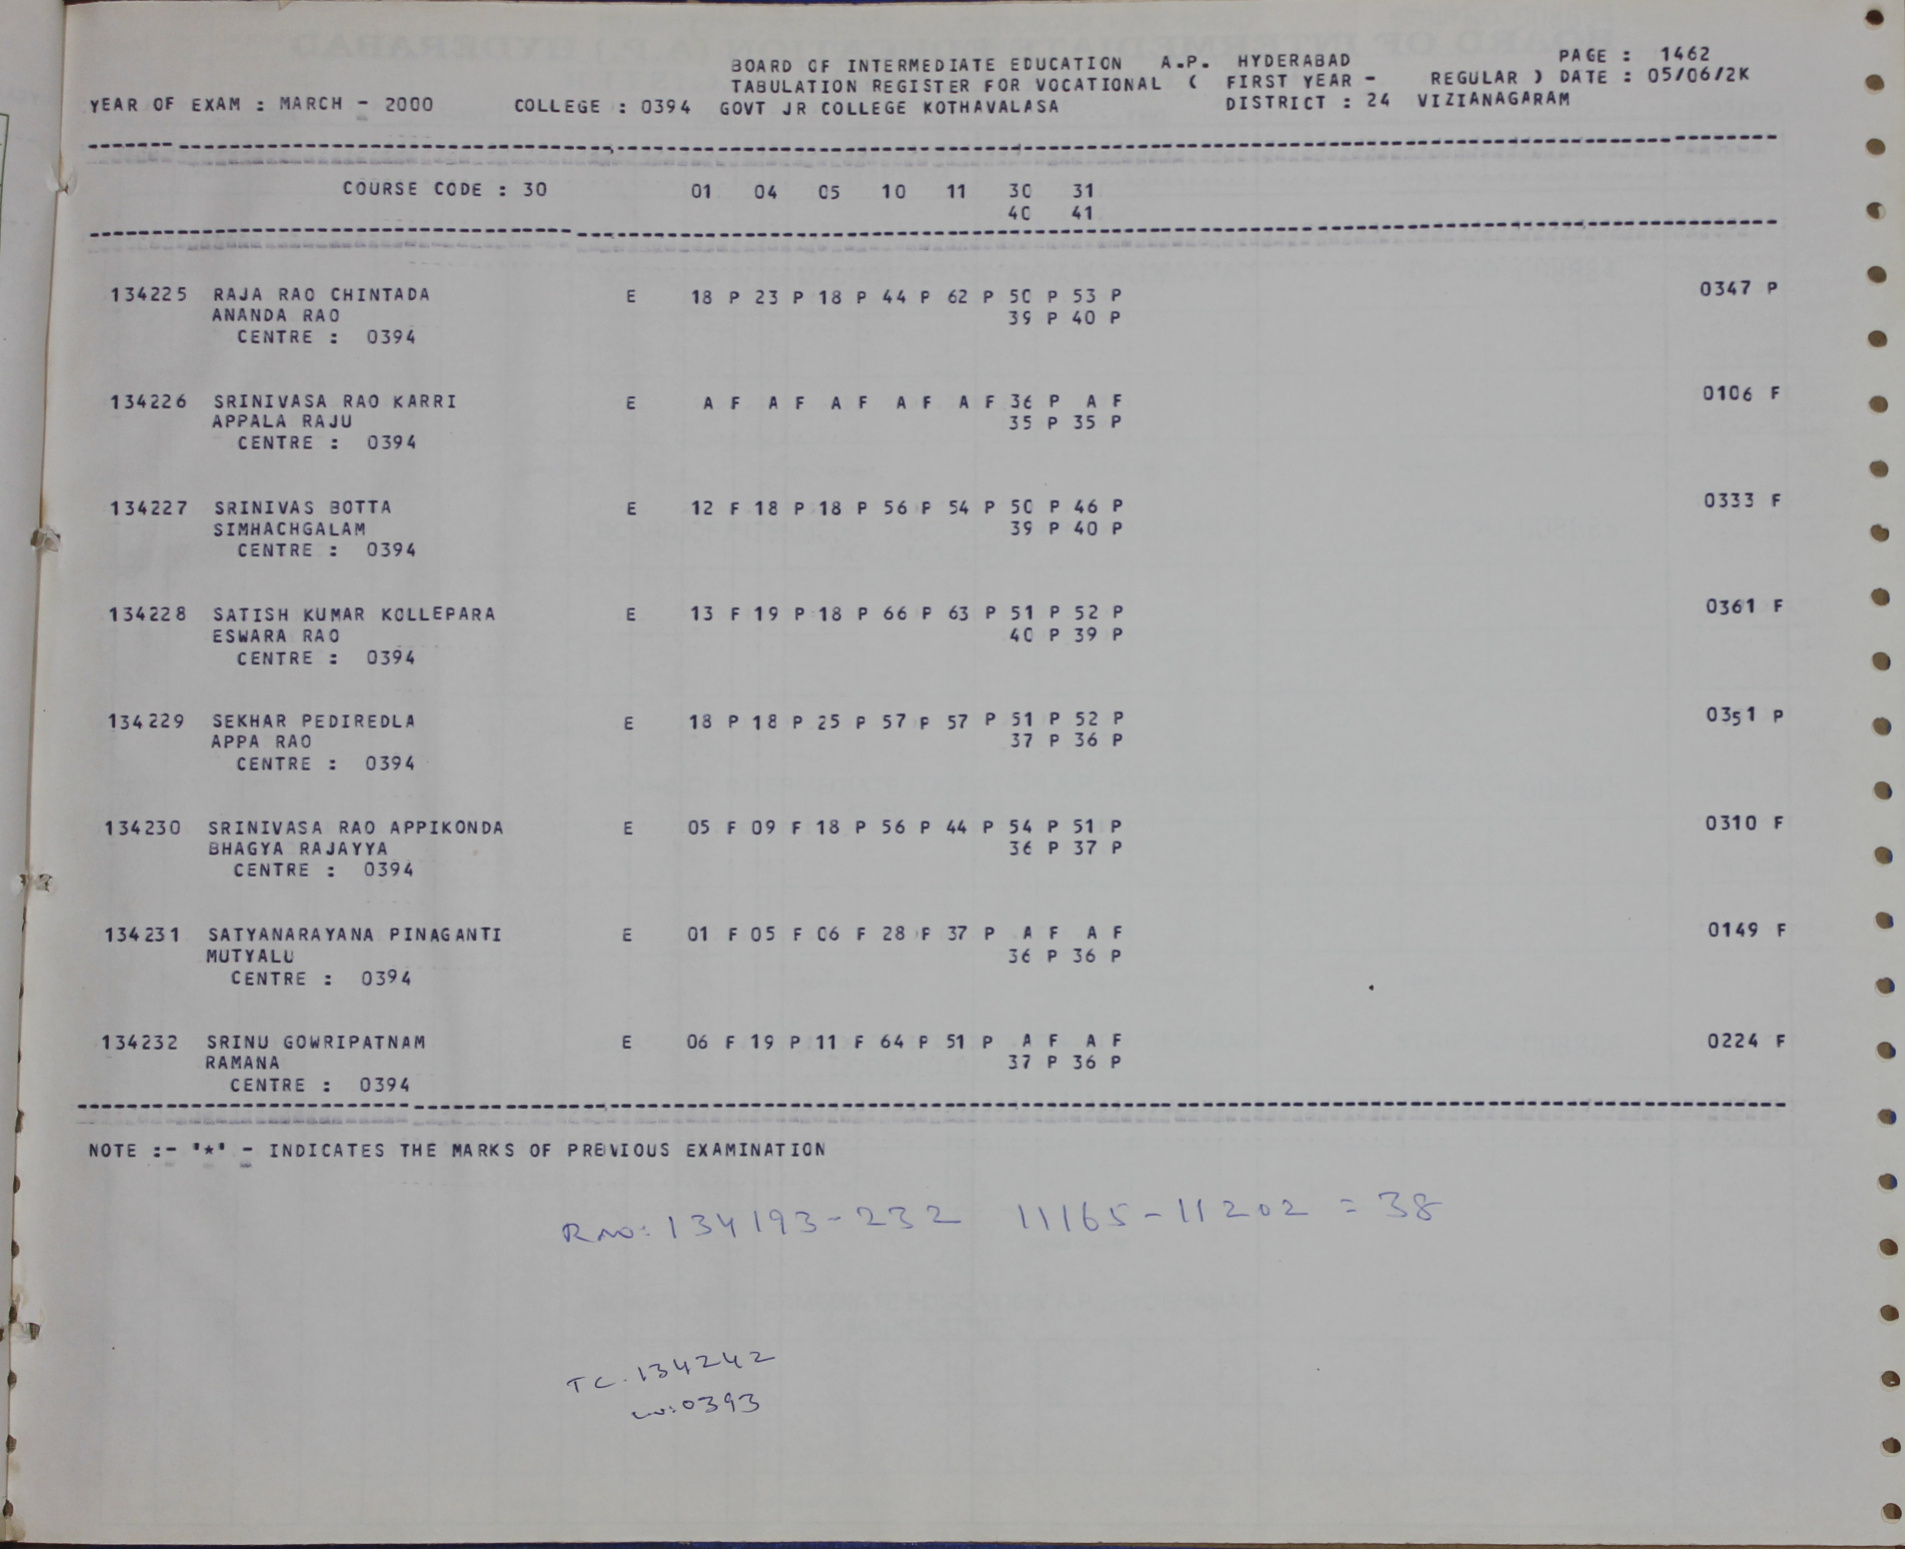 BOARD OF INTERMEDIATE EDUCATION A.P. HYDERABAD PAGE : 1462
TABULATION REGISTER FOR VOCATIONAL ( FIRST YEAR - REGULAR ) DATE : 05/06/2K
YEAR OF EXAM : MARCH - 2000 COLLEGE : 0394 GOVT JR COLLEGE KOTHAVALASA DISTRICT : 24 VIZIANAGARAM
COURSE CODE : 30 01 04 05 10 11 30 31
40 41
134225 RAJA RAO CHINTADA E 18 P 23 P 18 P 44 P 62 P 50 P 53 P 0347 P
ANANDA RAO 39 P 40 P
CENTRE : 0394
134226 SRINIVASA RAO KARRI E A F A F A F A F A F 36 P A F 0106 F
APPALA RAJU 35 P 35 P
CENTRE : 0394
134227 SRINIVAS BOTTA E 12 F 18 P 18 P 56 P 54 P 50 P 46 P 0333 F
SIMHACHGALAM 39 P 40 P
CENTRE : 0394
134228 SATISH KUMAR KOLLEPARA E 13 F 19 P 18 P 66 P 63 P 51 P 52 P 0361 F
ESWARA RAO 40 P 39 P
CENTRE : 0394
134229 SEKHAR PEDIREDLA E 18 P 18 P 25 P 57 P 57 P 51 P 52 P 0351 P
APPA RAO 37 P 36 P
CENTRE : 0394
134230 SRINIVASA RAO APPIKONDA E 05 F 09 F 18 P 56 P 44 P 54 P 51 P 0310 F
BHAGYA RAJAYYA 36 P 37 P
CENTRE : 0394
134231 SATYANARAYANA PINAGANTI E 01 F 05 F 06 F 28 F 37 P A F A F 0149 F
MUTYALU 36 P 36 P
CENTRE : 0394
134232 SRINU GOWRIPATNAM E 06 F 19 P 11 F 64 P 51 P A F A F 0224 F
RAMANA 37 P 36 P
CENTRE : 0394
NOTE :- '*' - INDICATES THE MARKS OF PREVIOUS EXAMINATION
R no: 134193-232 11165-11202 = 38
TC. 134242
0393